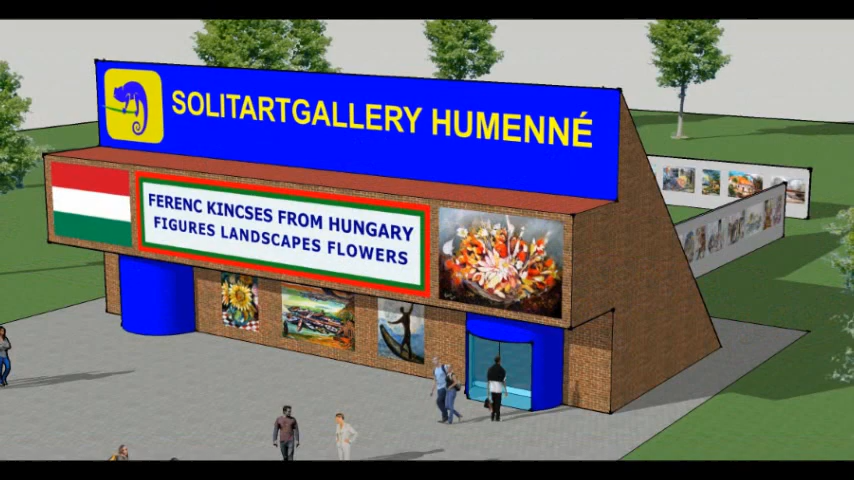 SOLITARTGALLERY HUMENNÉ
FERENC KINCSES FROM HUNGARY
FIGURES LANDSCAPES FLOWERS